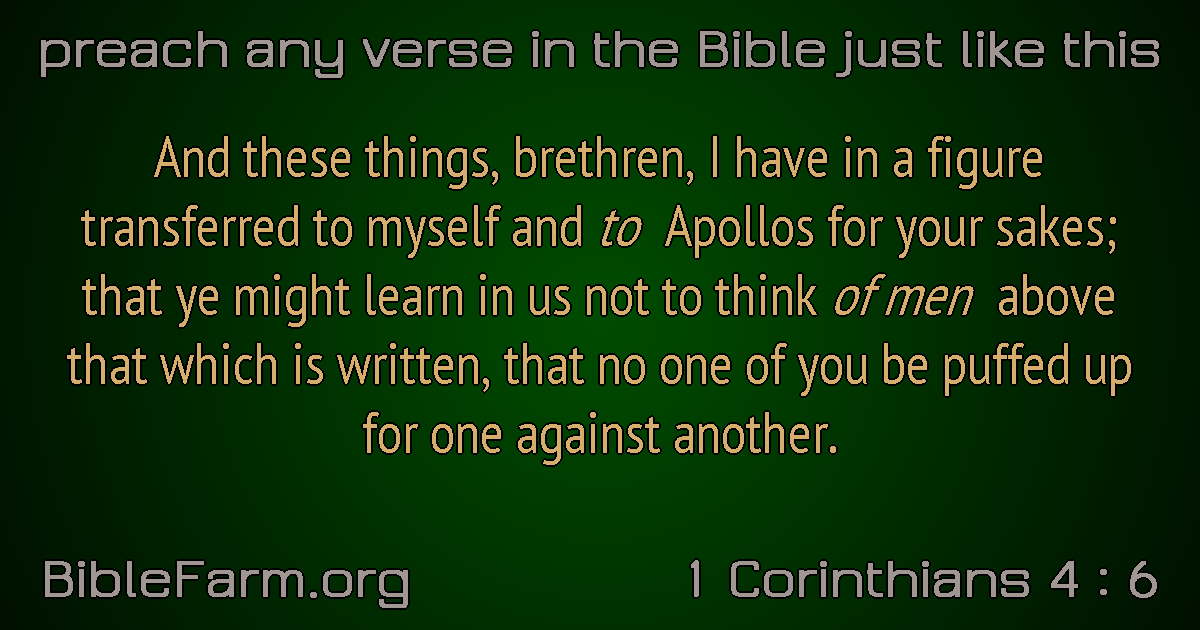 preach any verse in the Bible just like this
And these things, brethren, I have in a figure
transferred to myself and to Apollos for your sakes;
that ye might learn in us not to think of men above
that which is written, that no one of you be puffed up
for one against another.
BibleFarm.org
1 Corinthians 4 : 6